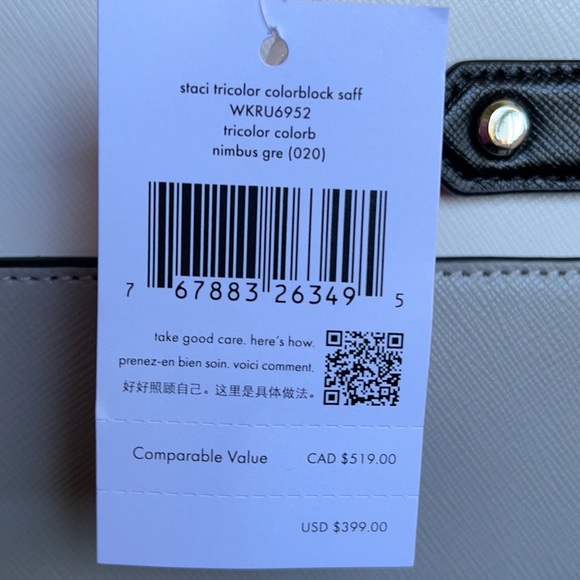 staci tricolor colorblock saff
WKRU6952
tricolor colorb
nimbus gre (020)
7 67883 26349 5
take good care. here's how.
prenez-en bien soin. voici comment.
好好照顾自己。这里是具体做法。
Comparable Value CAD $519.00
USD $399.00